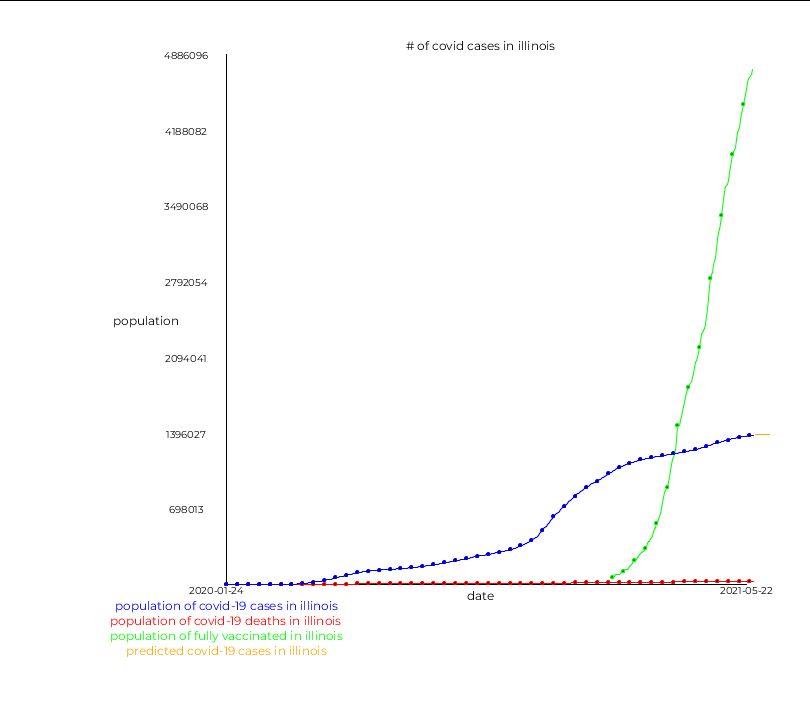 # of covid cases in illinois
4886096
4188082
3490068
2792054
population
2094041
1396027
698013
2020-01-24
2021-05-22
date
population of covid-19 cases in illinois
population of covid-19 deaths in illinois
population of fully vaccinated in illinois
predicted covid-19 cases in illinois